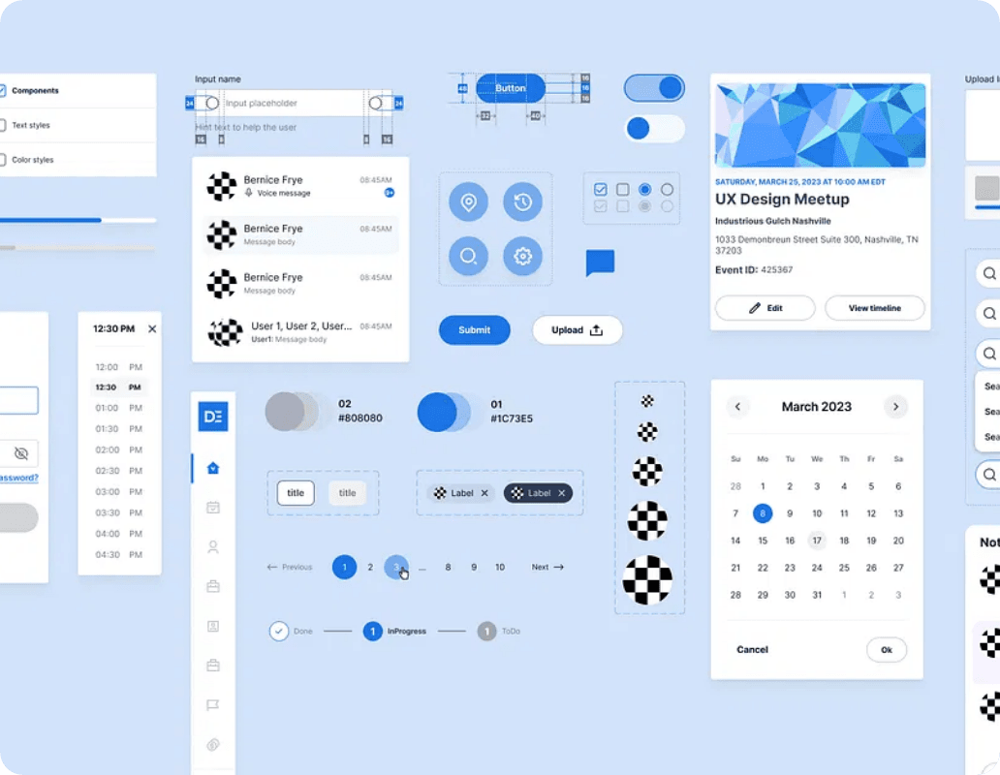 Components
Text styles
Color styles
12:30 PM
12:00 PM
12:30 PM
01:00 PM
01:30 PM
02:00 PM
02:30 PM
03:00 PM
03:30 PM
04:00 PM
04:30 PM
assword?
Input name
24
Input placeholder
24
Hint text to help the user
16
8
8
16
Bernice Frye 08:45AM
Voice message
Bernice Frye 08:45AM
Message body
Bernice Frye 08:45AM
Message body
User 1, User 2, User... 08:45AM
User1: Message body
48
Button
16
16
16
32
40
Submit
Upload
SATURDAY, MARCH 25, 2023 AT 10:00 AM EDT
UX Design Meetup
Industrious Gulch Nashville
1033 Demonbreun Street Suite 300, Nashville, TN
37203
Event ID: 425367
Edit
View timeline
Upload
DE
02
#808080
01
#1C73E5
title
title
Label
Label
Previous
1 2 3 ... 8 9 10
Next
Done
1 InProgress
1 ToDo
March 2023
Su Mo Tu We Th Fr Sa
28 1 2 3 4 5 6
7 8 9 10 11 12 13
14 15 16 17 18 19 20
21 22 23 24 25 26 27
28 29 30 31 1 2 3
Cancel
Ok
Sea
Sea
Sea
Not